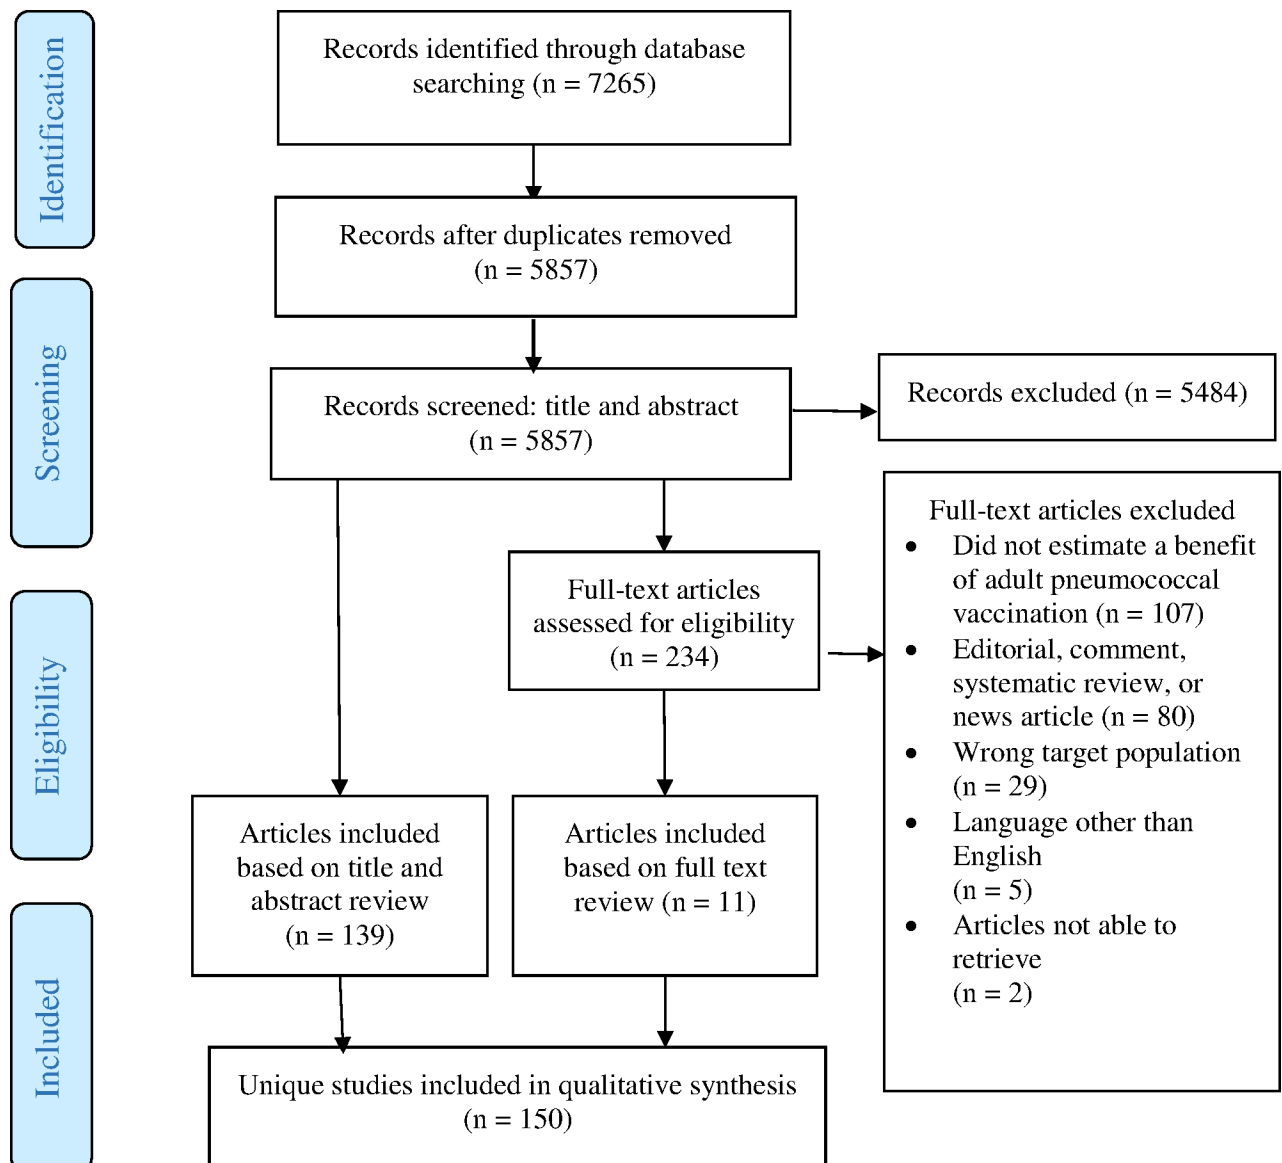 Identification
Records identified through database
searching (n = 7265)
Records after duplicates removed
(n = 5857)
Screening
Records screened: title and abstract
(n = 5857)
Records excluded (n = 5484)
Eligibility
Full-text articles
assessed for eligibility
(n = 234)
Full-text articles excluded
• Did not estimate a benefit
of adult pneumococcal
vaccination (n = 107)
• Editorial, comment,
systematic review, or
news article (n = 80)
• Wrong target population
(n = 29)
• Language other than
English
(n = 5)
• Articles not able to
retrieve
(n = 2)
Articles included
based on title and
abstract review
(n = 139)
Articles included
based on full text
review (n = 11)
Included
Unique studies included in qualitative synthesis
(n = 150)